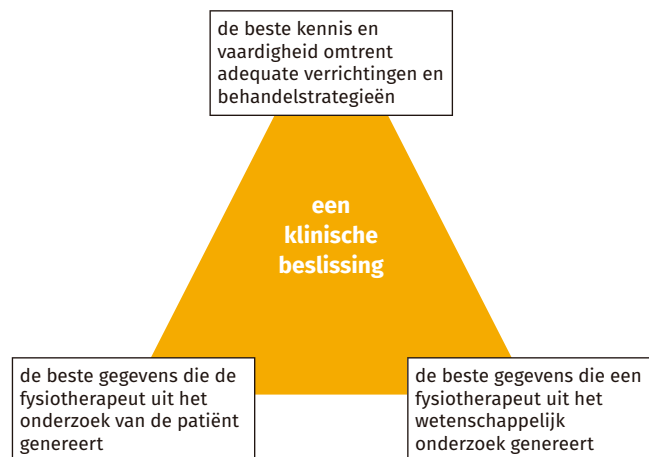 de beste kennis en
vaardigheid omtrent
adequate verrichtingen en
behandelstrategieën
een
klinische
beslissing
de beste gegevens die de
fysiotherapeut uit het
onderzoek van de patiënt
genereert
de beste gegevens die een
fysiotherapeut uit het
wetenschappelijk
onderzoek genereert